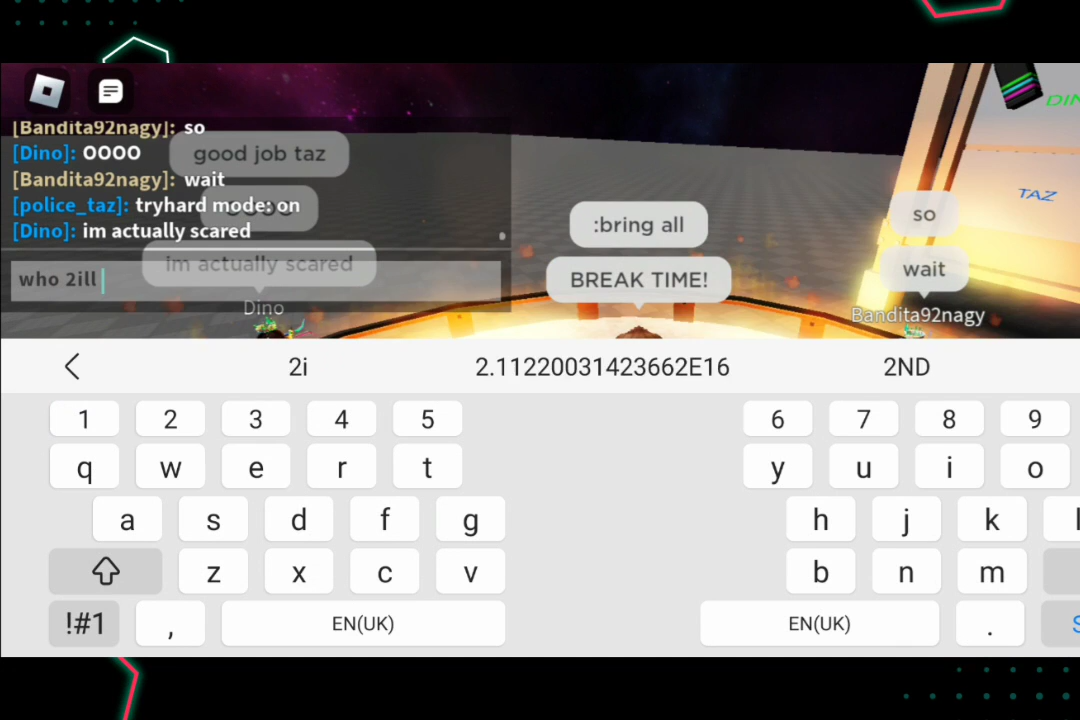 [Bandita92nagy]: so
[Dino]: OOOO
[Bandita92nagy]: wait
[police_taz]: tryhard mode: on
[Dino]: im actually scared
who 2ill
good job taz
im actually scared
Dino
:bring all
BREAK TIME!
so
wait
Bandita92nagy
TAZ
2i 2.11220031423662E16 2ND
1 2 3 4 5 6 7 8 9
q w e r t y u i o
a s d f g h j k
z x c v b n m
!#1 , EN(UK) EN(UK) .